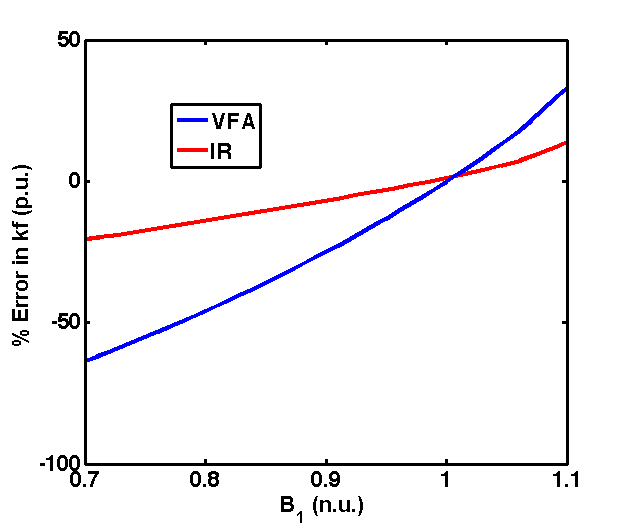 50
0
-50
-100
% Error in kf (p.u.)
VFA
IR
0.7 0.8 0.9 1 1.1
B1 (n.u.)